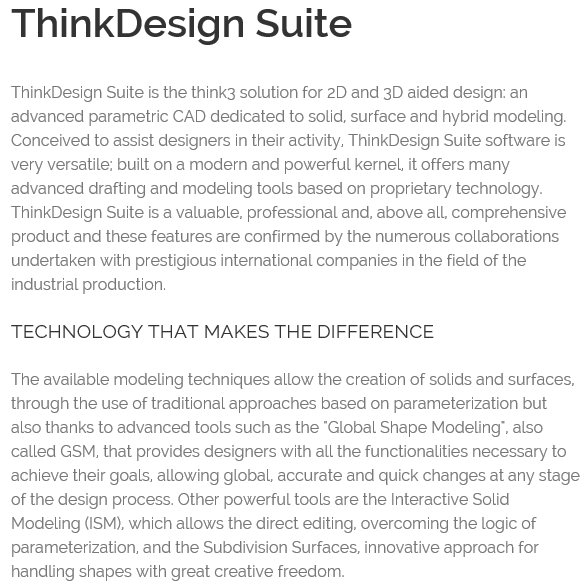 ThinkDesign Suite
ThinkDesign Suite is the think3 solution for 2D and 3D aided design: an
advanced parametric CAD dedicated to solid, surface and hybrid modeling.
Conceived to assist designers in their activity, ThinkDesign Suite software is
very versatile; built on a modern and powerful kernel, it offers many
advanced drafting and modeling tools based on proprietary technology.
ThinkDesign Suite is a valuable, professional and, above all, comprehensive
product and these features are confirmed by the numerous collaborations
undertaken with prestigious international companies in the field of the
industrial production.
TECHNOLOGY THAT MAKES THE DIFFERENCE
The available modeling techniques allow the creation of solids and surfaces,
through the use of traditional approaches based on parameterization but
also thanks to advanced tools such as the "Global Shape Modeling", also
called GSM, that provides designers with all the functionalities necessary to
achieve their goals, allowing global, accurate and quick changes at any stage
of the design process. Other powerful tools are the Interactive Solid
Modeling (ISM), which allows the direct editing, overcoming the logic of
parameterization, and the Subdivision Surfaces, innovative approach for
handling shapes with great creative freedom.